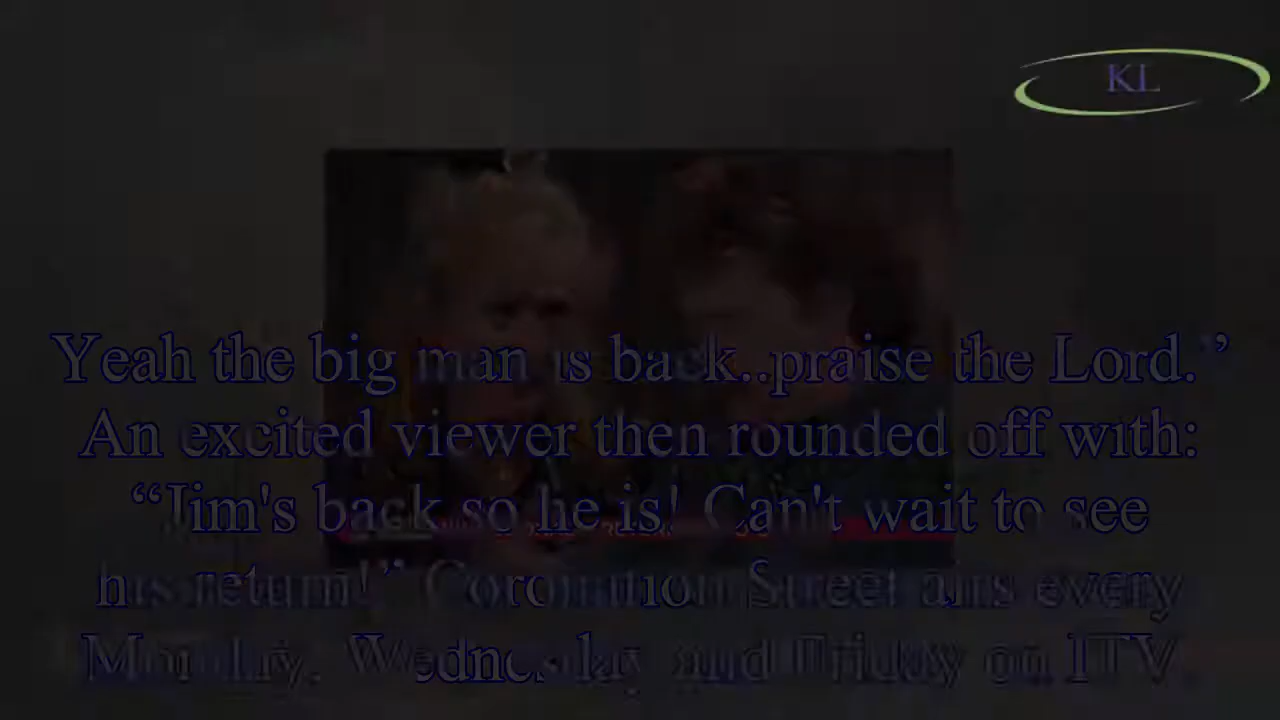 KL
Yeah the big man is back..praise the Lord.”
An excited viewer then rounded off with:
“Jim's back so he is! Can't wait to see
his return!” Coronation Street airs every
Monday, Wednesday and Friday on ITV.